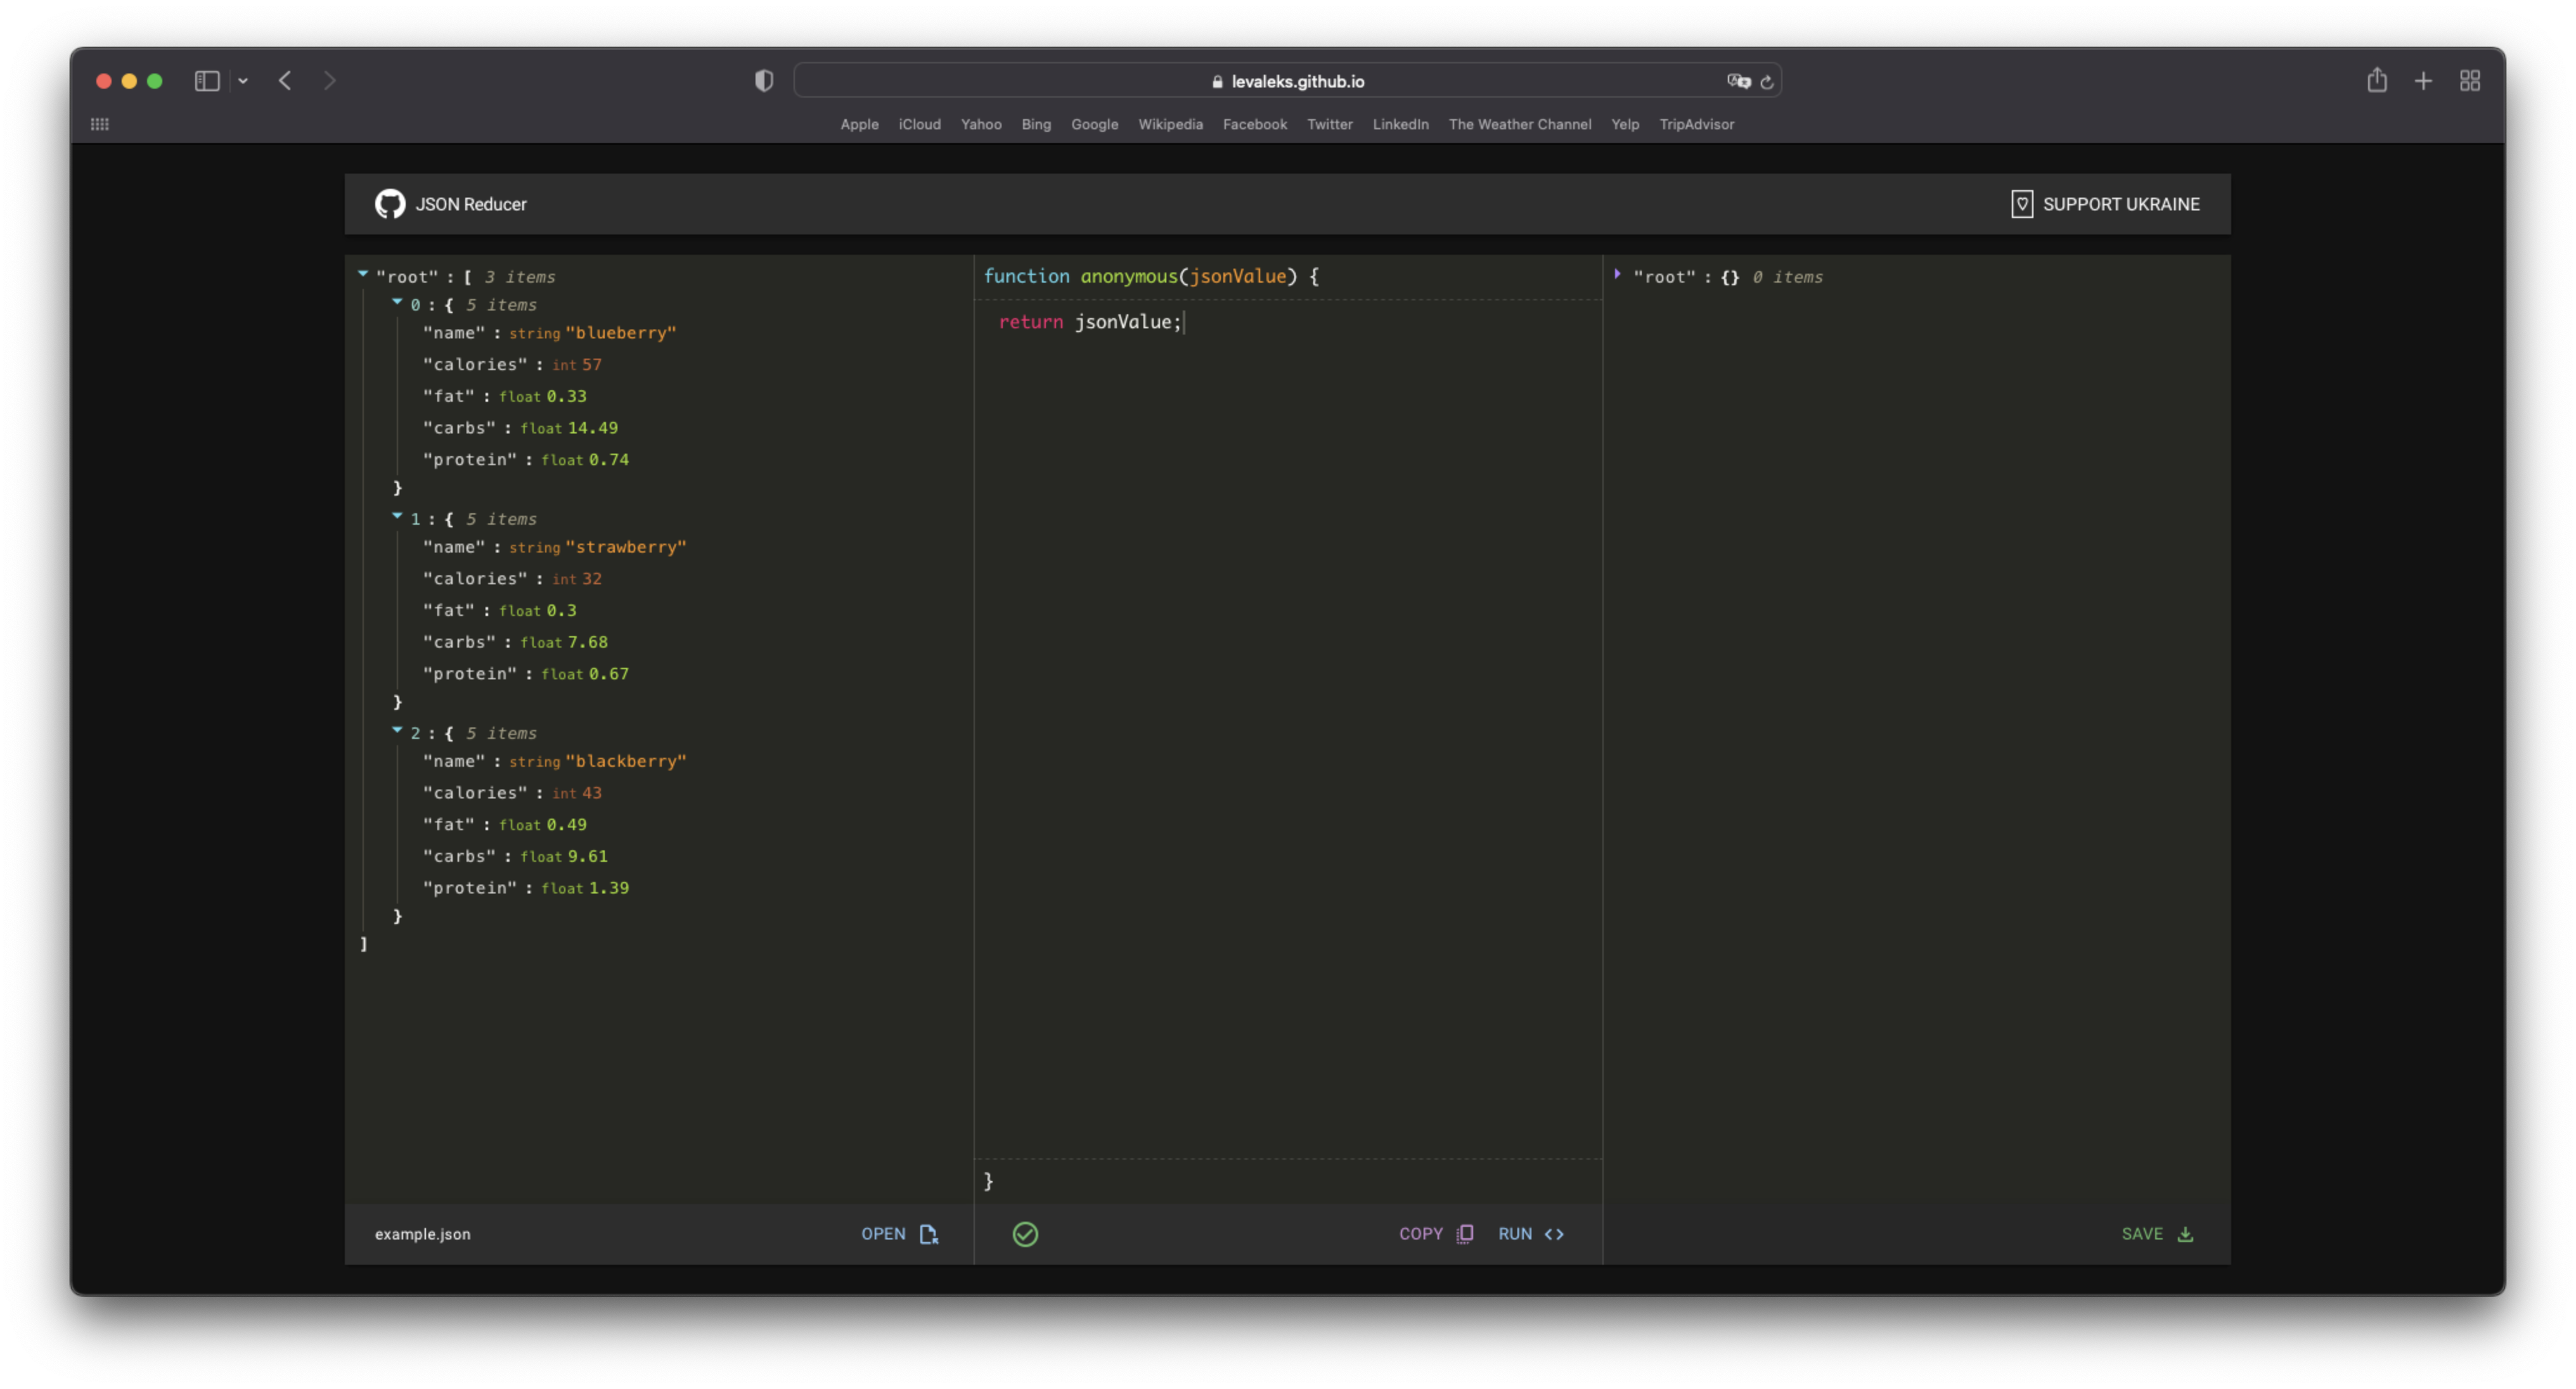 levaleks.github.io
Apple iCloud Yahoo Bing Google Wikipedia Facebook Twitter LinkedIn The Weather Channel Yelp TripAdvisor
JSON Reducer
SUPPORT UKRAINE
"root" : [ 3 items
0 : { 5 items
"name" : string "blueberry"
"calories" : int 57
"fat" : float 0.33
"carbs" : float 14.49
"protein" : float 0.74
}
1 : { 5 items
"name" : string "strawberry"
"calories" : int 32
"fat" : float 0.3
"carbs" : float 7.68
"protein" : float 0.67
}
2 : { 5 items
"name" : string "blackberry"
"calories" : int 43
"fat" : float 0.49
"carbs" : float 9.61
"protein" : float 1.39
}
]
example.json
OPEN
function anonymous(jsonValue) {
return jsonValue;
}
COPY
RUN <>
"root" : {} 0 items
SAVE